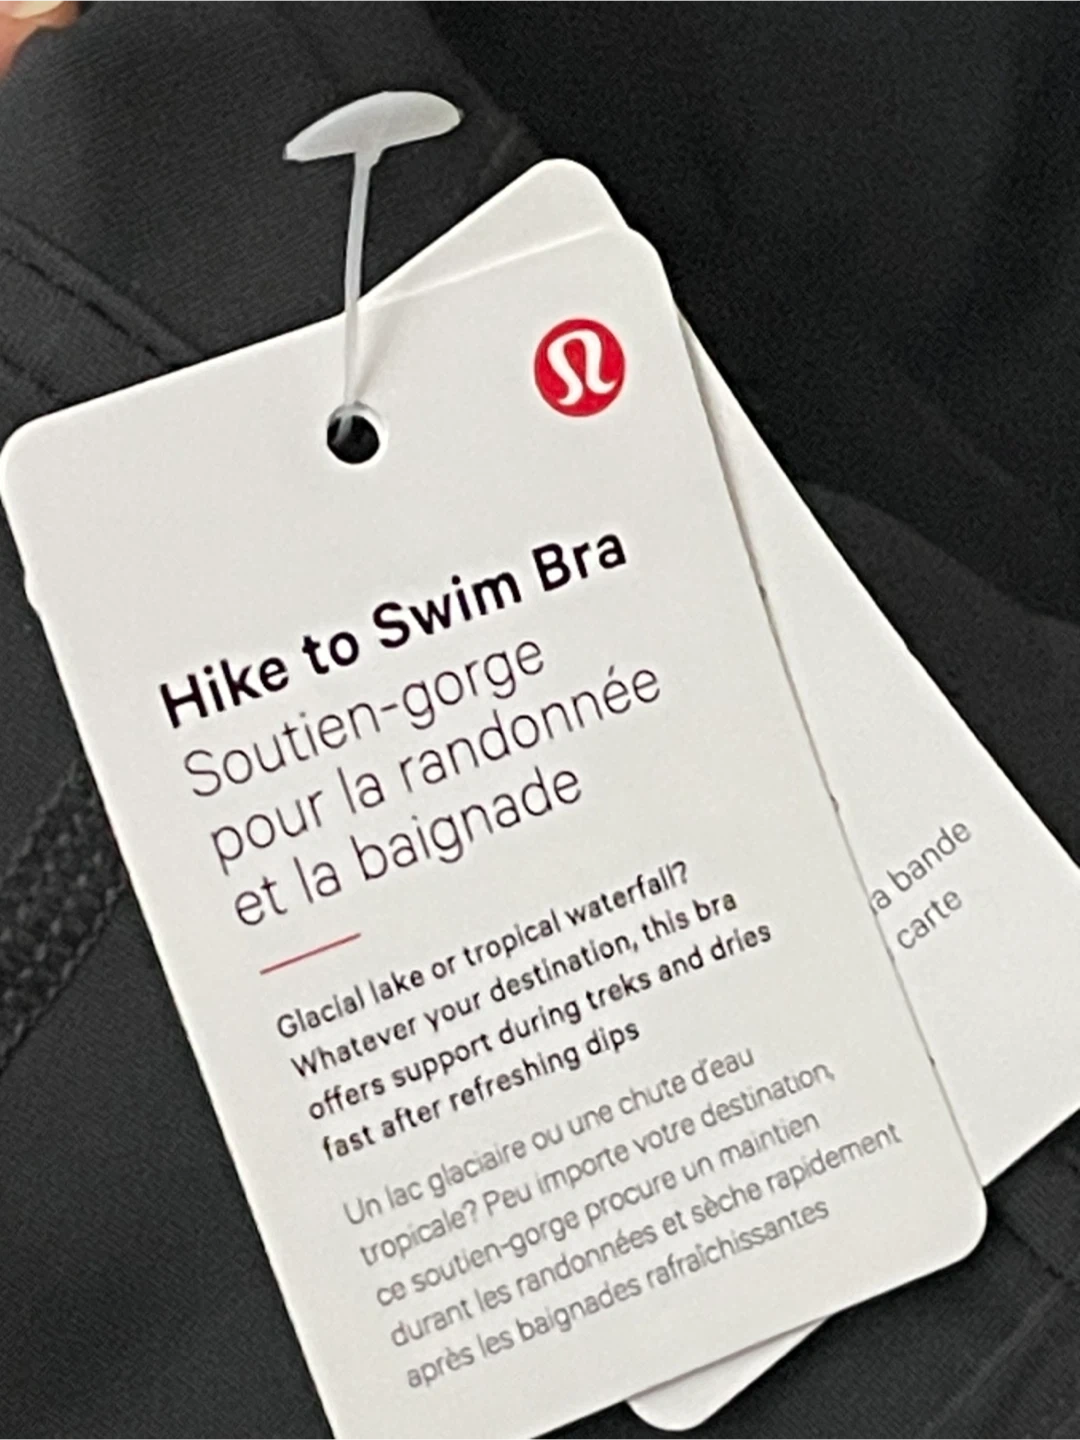 Hike to Swim Bra
Soutien-gorge
pour la randonnée
et la baignade
Glacial lake or tropical waterfall?
Whatever your destination, this bra
offers support during treks and dries
fast after refreshing dips
Un lac glaciaire ou une chute d'eau
tropicale? Peu importe votre destination,
ce soutien-gorge procure un maintien
durant les randonnées et sèche rapidement
après les baignades rafraîchissantes
a bande
carte